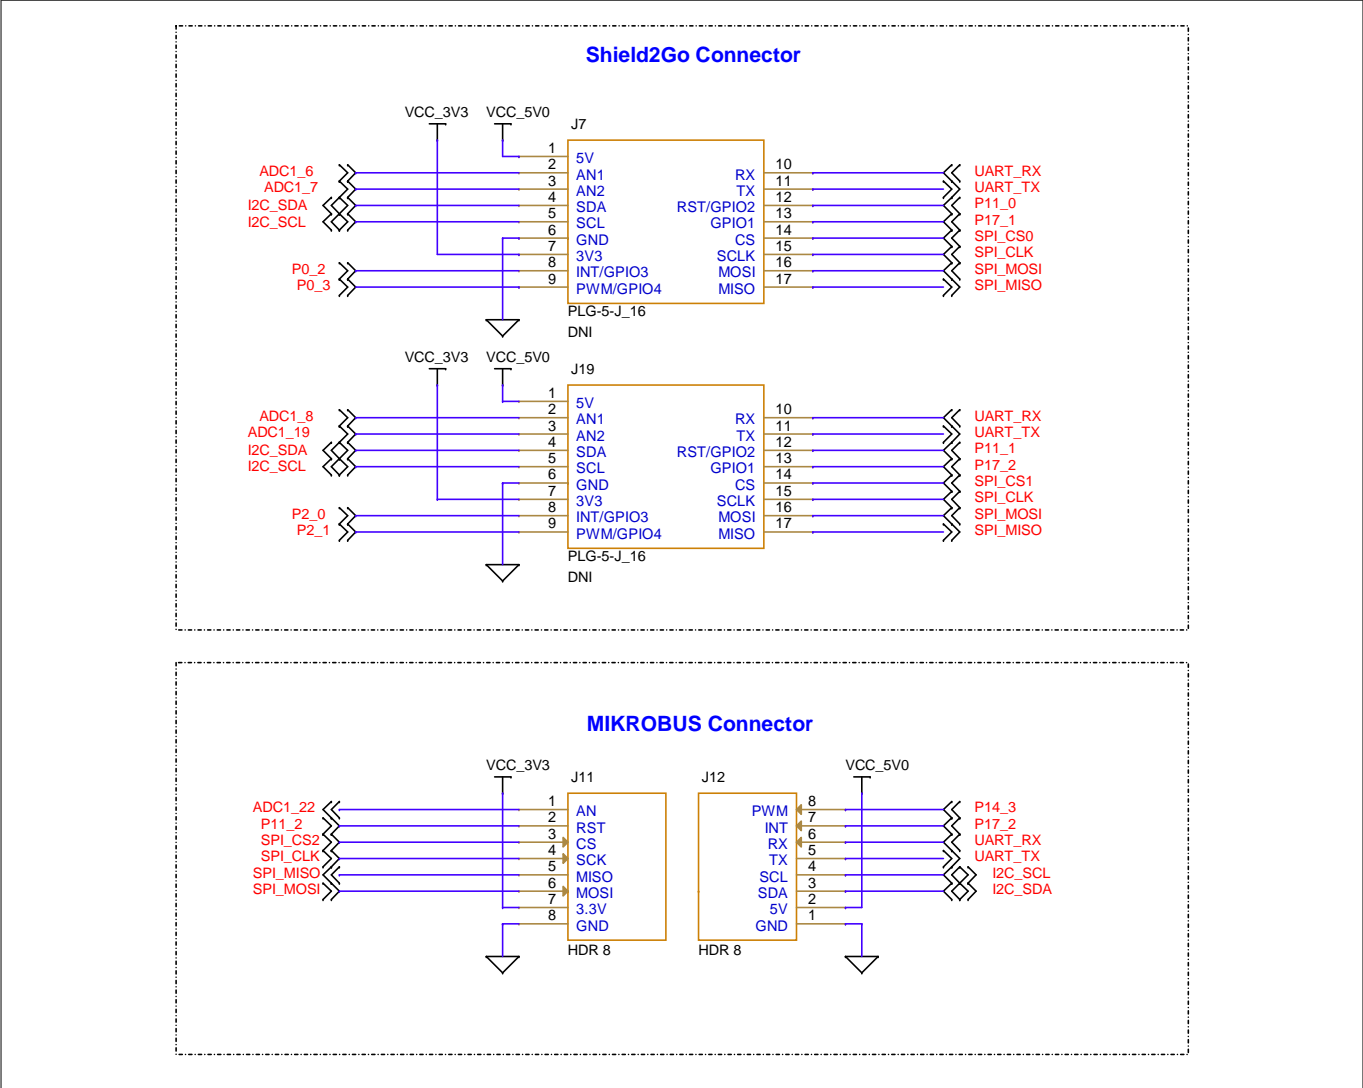 Shield2Go Connector
VCC_3V3 VCC_5V0
J7
1 5V
ADC1_6 2 AN1 RX 10 UART_RX
ADC1_7 3 AN2 TX 11 UART_TX
I2C_SDA 4 SDA RST/GPIO2 12 P11_0
I2C_SCL 5 SCL GPIO1 13 P17_1
6 GND CS 14 SPI_CS0
7 3V3 SCLK 15 SPI_CLK
P0_2 8 INT/GPIO3 MOSI 16 SPI_MOSI
P0_3 9 PWM/GPIO4 MISO 17 SPI_MISO
PLG-5-J_16
DNI
VCC_3V3 VCC_5V0
J19
1 5V
ADC1_8 2 AN1 RX 10 UART_RX
ADC1_19 3 AN2 TX 11 UART_TX
I2C_SDA 4 SDA RST/GPIO2 12 P11_1
I2C_SCL 5 SCL GPIO1 13 P17_2
6 GND CS 14 SPI_CS1
7 3V3 SCLK 15 SPI_CLK
P2_0 8 INT/GPIO3 MOSI 16 SPI_MOSI
P2_1 9 PWM/GPIO4 MISO 17 SPI_MISO
PLG-5-J_16
DNI
MIKROBUS Connector
VCC_3V3 J11 J12 VCC_5V0
ADC1_22 1 AN PWM 8 P14_3
P11_2 2 RST INT 7 P17_2
SPI_CS2 3 CS RX 6 UART_RX
SPI_CLK 4 SCK TX 5 UART_TX
SPI_MISO 5 MISO SCL 4 I2C_SCL
SPI_MOSI 6 MOSI SDA 3 I2C_SDA
7 3.3V 5V 2
8 GND GND 1
HDR 8 HDR 8